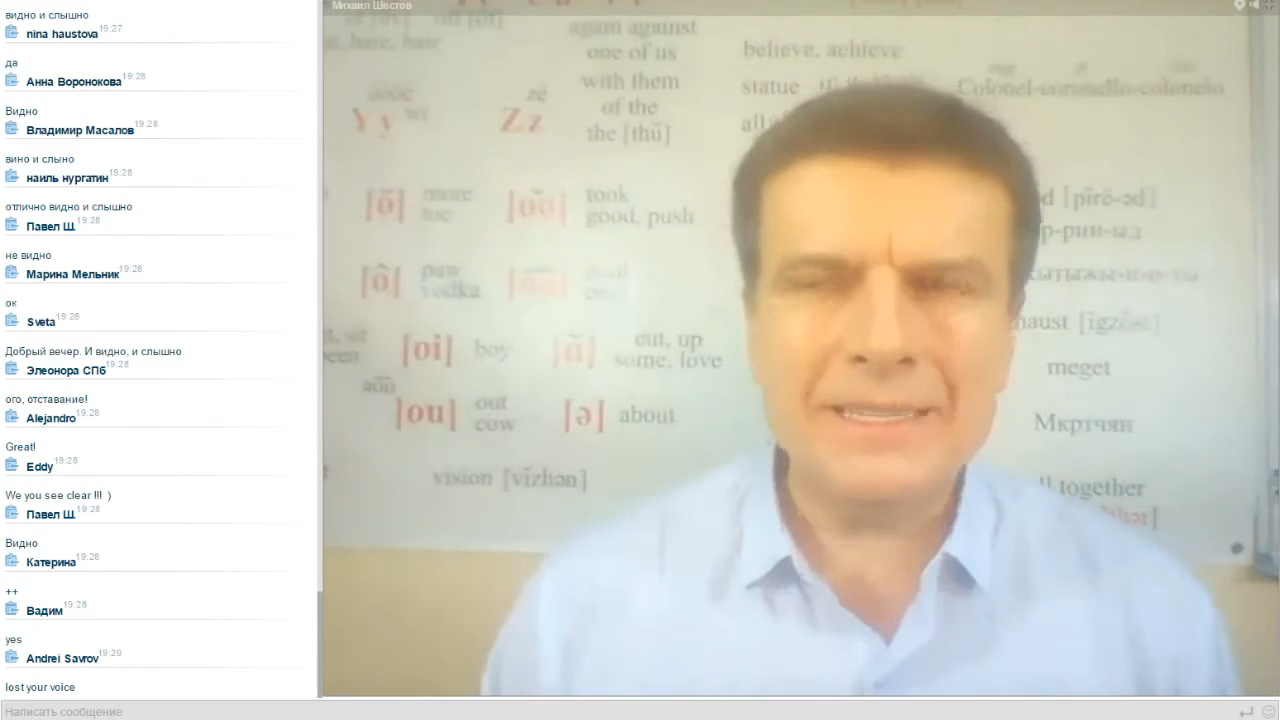 видно и слышно
nina haustova 19:27
да
Анна Воронокова 19:28
Видно
Владимир Масалов 19:28
вино и слыно
наиль нургатин 19:28
отлично видно и слышно
Павел Ш. 19:28
не видно
Марина Мельник 19:28
ок
Sveta 19:28
Добрый вечер. И видно, и слышно
Элеонора СПб 19:28
ого, отставание!
Alejandro 19:28
Great!
Eddy 19:28
We you see clear !!! )
Павел Ш. 19:28
Видно
Катерина 19:28
++
Вадим 19:28
yes
Andrei Savrov 19:29
lost your voice
Написать сообщение
Михаил Шестов
again against
one of us
with them
of the
the [thŭ]
believe, achieve
statue
Colonel-coronello-colonelo
Yy
Zz
[ō] more
toe
took
good, push
[ô] paw
vodka
[oi] boy
[ŭ] cut, up
some, love
[ou] out
cow
[ə] about
vision [vĭzhən]
meget
Мкртчян
together